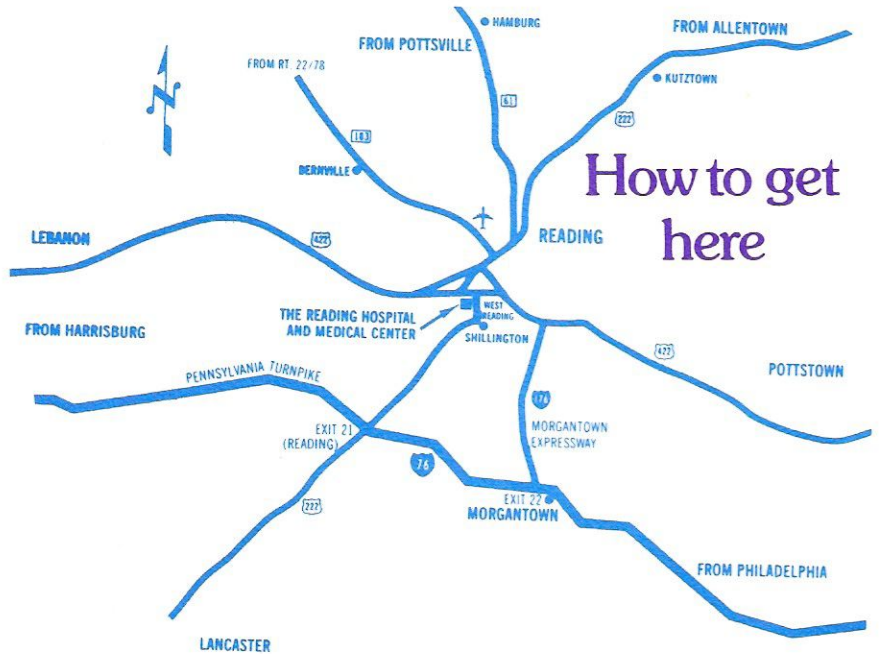 HAMBURG
FROM POTTSVILLE
FROM ALLENTOWN
FROM RT. 22/78
KUTZTOWN
61
222
183
BERNVILLE
How to get
here
N
READING
LEBANON
422
THE READING HOSPITAL
AND MEDICAL CENTER
WEST
READING
SHILLINGTON
FROM HARRISBURG
422
POTTSTOWN
PENNSYLVANIA TURNPIKE
176
MORGANTOWN
EXPRESSWAY
EXIT 21
(READING)
76
EXIT 22
MORGANTOWN
222
FROM PHILADELPHIA
LANCASTER